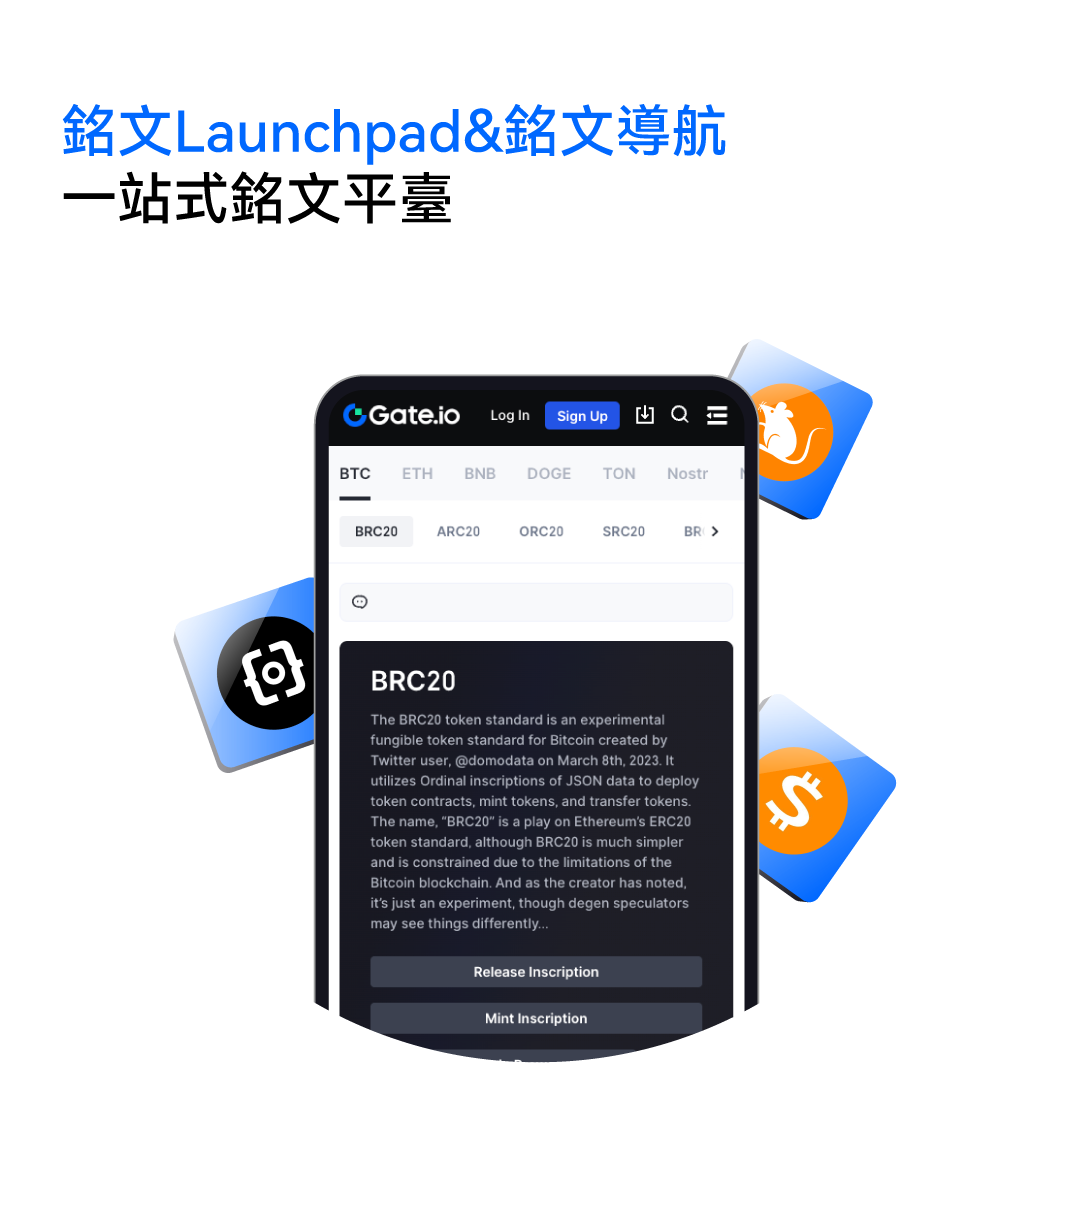 銘文Launchpad&銘文導航
一站式銘文平臺
Gate.io Log In Sign Up
BTC ETH BNB DOGE TON Nostr
BRC20 ARC20 ORC20 SRC20
BRC20
The BRC20 token standard is an experimental
fungible token standard for Bitcoin created by
Twitter user, @domodata on March 8th, 2023. It
utilizes Ordinal inscriptions of JSON data to deploy
token contracts, mint tokens, and transfer tokens.
The name, “BRC20” is a play on Ethereum’s ERC20
token standard, although BRC20 is much simpler
and is constrained due to the limitations of the
Bitcoin blockchain. And as the creator has noted,
it’s just an experiment, though degen speculators
may see things differently...
Release Inscription
Mint Inscription